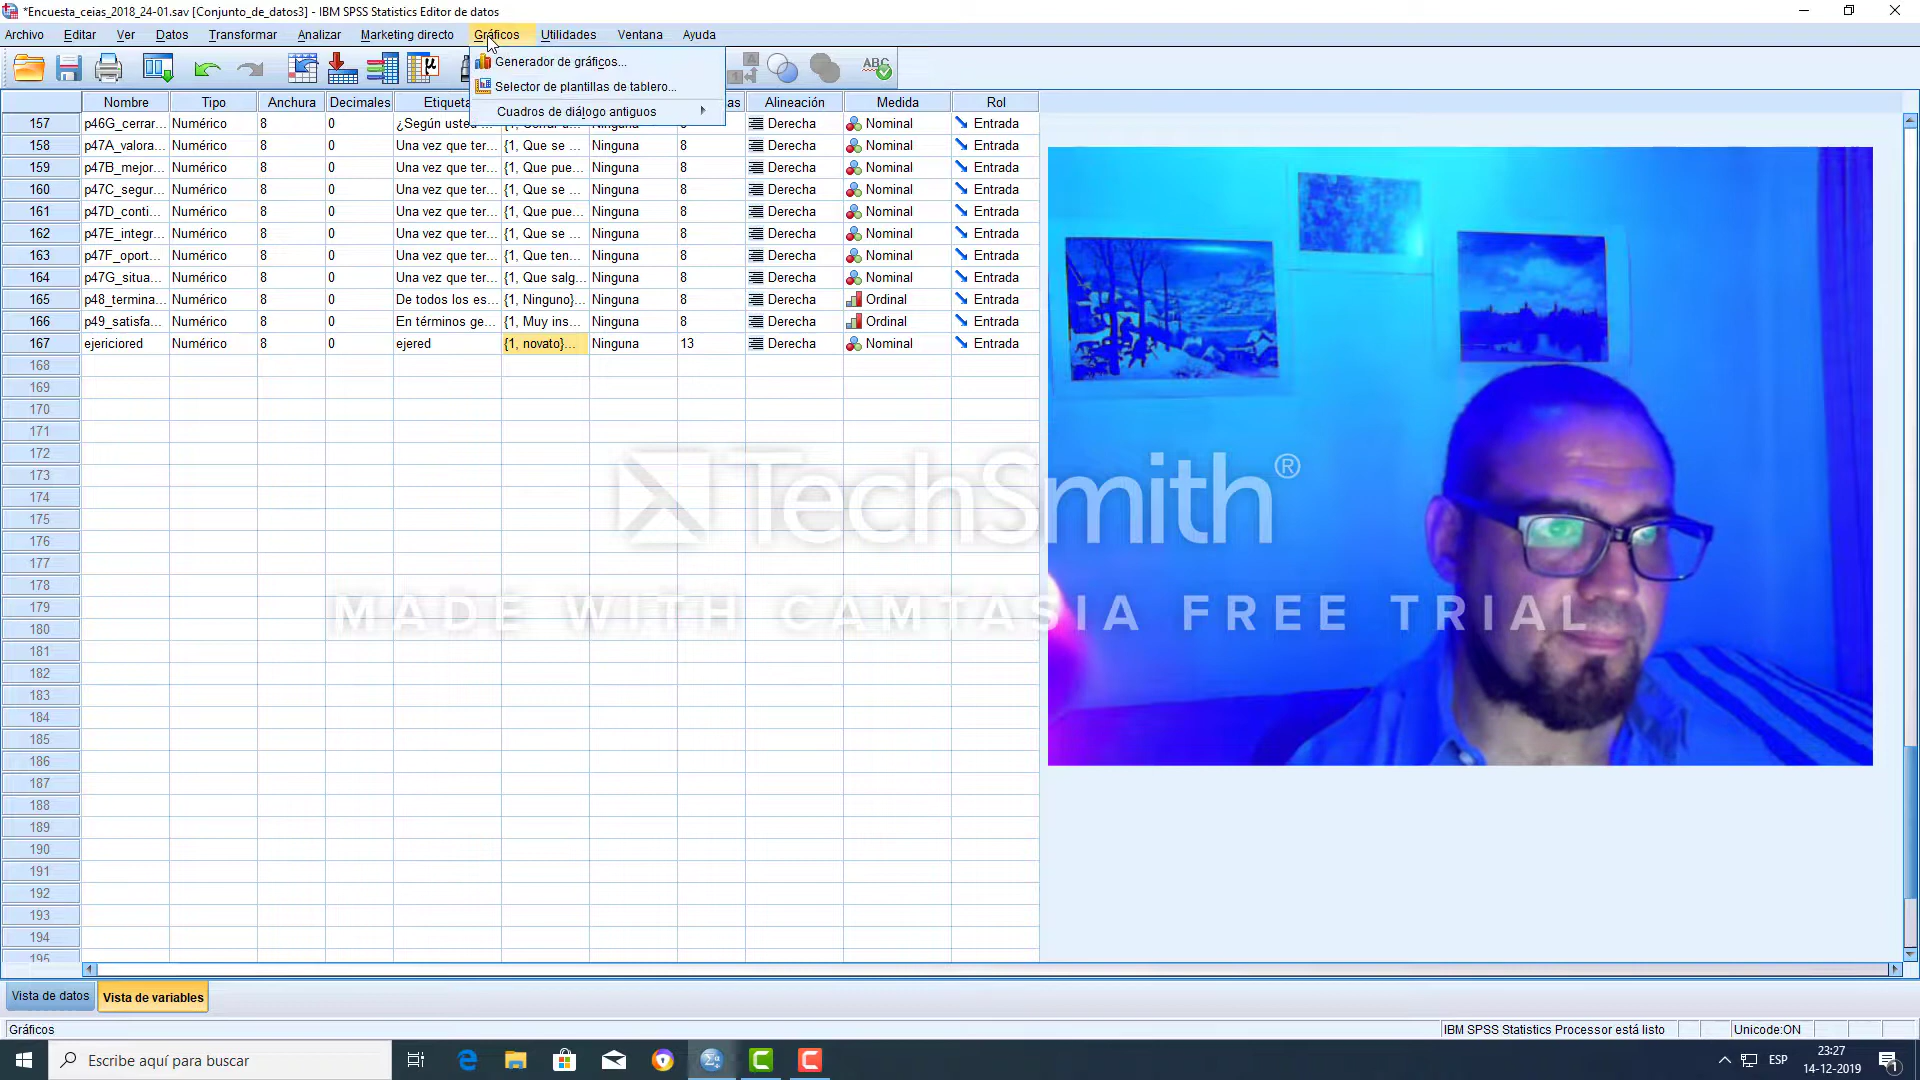 *Encuesta_ceias_2018_24-01.sav [Conjunto_de_datos3] - IBM SPSS Statistics Editor de datos
Archivo Editar Ver Datos Transformar Analizar Marketing directo Gráficos Utilidades Ventana Ayuda
Generador de gráficos...
Selector de plantillas de tablero...
Cuadros de diálogo antiguos
Nombre Tipo Anchura Decimales Etiqueta as Alineación Medida Rol
157 p46G_cerrar... Numérico 8 0 ¿Según usted Ninguna 8 Derecha Nominal Entrada
158 p47A_valora... Numérico 8 0 Una vez que ter... {1, Que se ... Ninguna 8 Derecha Nominal Entrada
159 p47B_mejor... Numérico 8 0 Una vez que ter... {1, Que pue... Ninguna 8 Derecha Nominal Entrada
160 p47C_segur... Numérico 8 0 Una vez que ter... {1, Que se ... Ninguna 8 Derecha Nominal Entrada
161 p47D_conti... Numérico 8 0 Una vez que ter... {1, Que pue... Ninguna 8 Derecha Nominal Entrada
162 p47E_integr... Numérico 8 0 Una vez que ter... {1, Que se ... Ninguna 8 Derecha Nominal Entrada
163 p47F_oport... Numérico 8 0 Una vez que ter... {1, Que ten... Ninguna 8 Derecha Nominal Entrada
164 p47G_situa... Numérico 8 0 Una vez que ter... {1, Que salg... Ninguna 8 Derecha Nominal Entrada
165 p48_termina... Numérico 8 0 De todos los es... {1, Ninguno}... Ninguna 8 Derecha Ordinal Entrada
166 p49_satisfa... Numérico 8 0 En términos ge... {1, Muy ins... Ninguna 8 Derecha Ordinal Entrada
167 ejericiored Numérico 8 0 ejered {1, novato}... Ninguna 13 Derecha Nominal Entrada
168
169
170
171
172
173
174
175
176
177
178
179
180
181
182
183
184
185
186
187
188
189
190
191
192
193
194
195
TechSmith®
MADE WITH CAMTASIA FREE TRIAL
Vista de datos Vista de variables
Gráficos IBM SPSS Statistics Processor está listo Unicode:ON
Escribe aquí para buscar ESP 23:27
14-12-2019